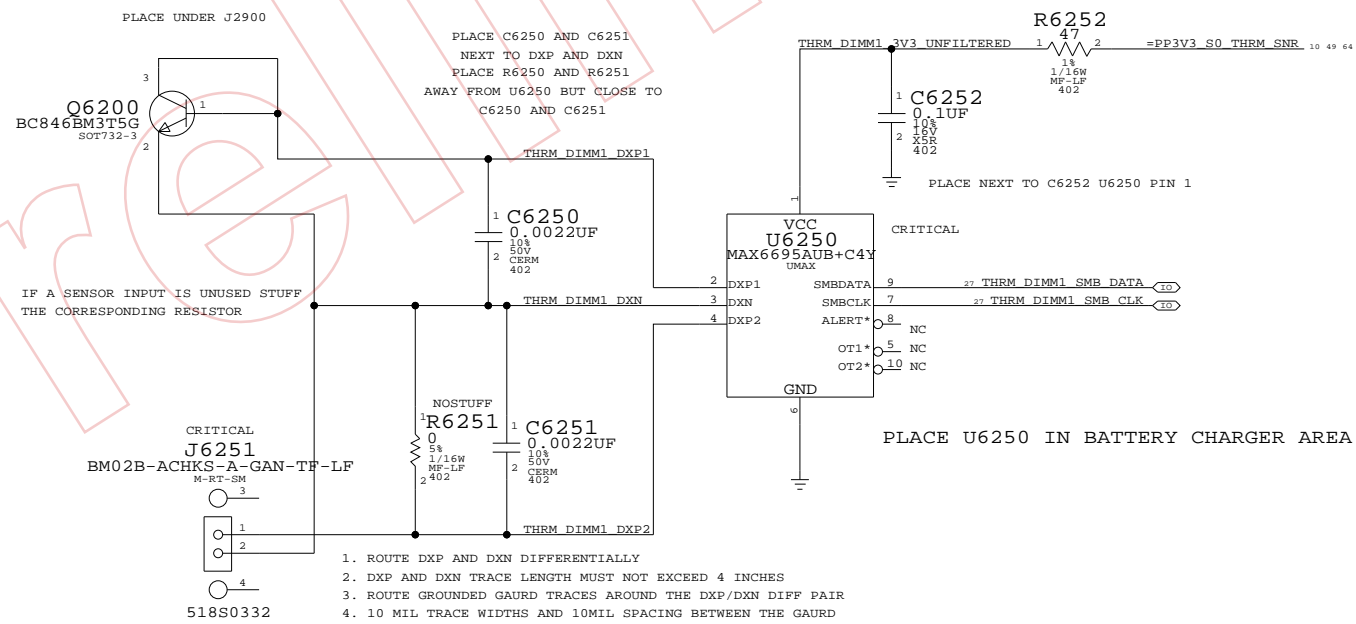 PLACE UNDER J2900
3
1
2
Q6200
BC846BM3T5G
SOT732-3
PLACE C6250 AND C6251
NEXT TO DXP AND DXN
PLACE R6250 AND R6251
AWAY FROM U6250 BUT CLOSE TO
C6250 AND C6251
R6252
47
1
2
1%
1/16W
MF-LF
402
THRM_DIMM1_3V3_UNFILTERED
=PP3V3_S0_THRM_SNR
10 49 64
1
2
C6252
0.1UF
10%
16V
X5R
402
PLACE NEXT TO C6252 U6250 PIN 1
THRM_DIMM1_DXP1
1
2
C6250
0.0022UF
10%
50V
CERM
402
IF A SENSOR INPUT IS UNUSED STUFF
THE CORRESPONDING RESISTOR
THRM_DIMM1_DXN
1
VCC
U6250
MAX6695AUB+C4Y
UMAX
CRITICAL
2 DXP1
3 DXN
4 DXP2
SMBDATA 9
SMBCLK 7
ALERT* 8
NC
OT1* 5 NC
OT2* 10 NC
GND
6
27 THRM_DIMM1_SMB_DATA IO
27 THRM_DIMM1_SMB_CLK IO
PLACE U6250 IN BATTERY CHARGER AREA
NOSTUFF
1
2
R6251
0
5%
1/16W
MF-LF
402
1
2
C6251
0.0022UF
10%
50V
CERM
402
CRITICAL
J6251
BM02B-ACHKS-A-GAN-TF-LF
M-RT-SM
3
1
2
4
518S0332
THRM_DIMM1_DXP2
1. ROUTE DXP AND DXN DIFFERENTIALLY
2. DXP AND DXN TRACE LENGTH MUST NOT EXCEED 4 INCHES
3. ROUTE GROUNDED GAURD TRACES AROUND THE DXP/DXN DIFF PAIR
4. 10 MIL TRACE WIDTHS AND 10MIL SPACING BETWEEN THE GAURD